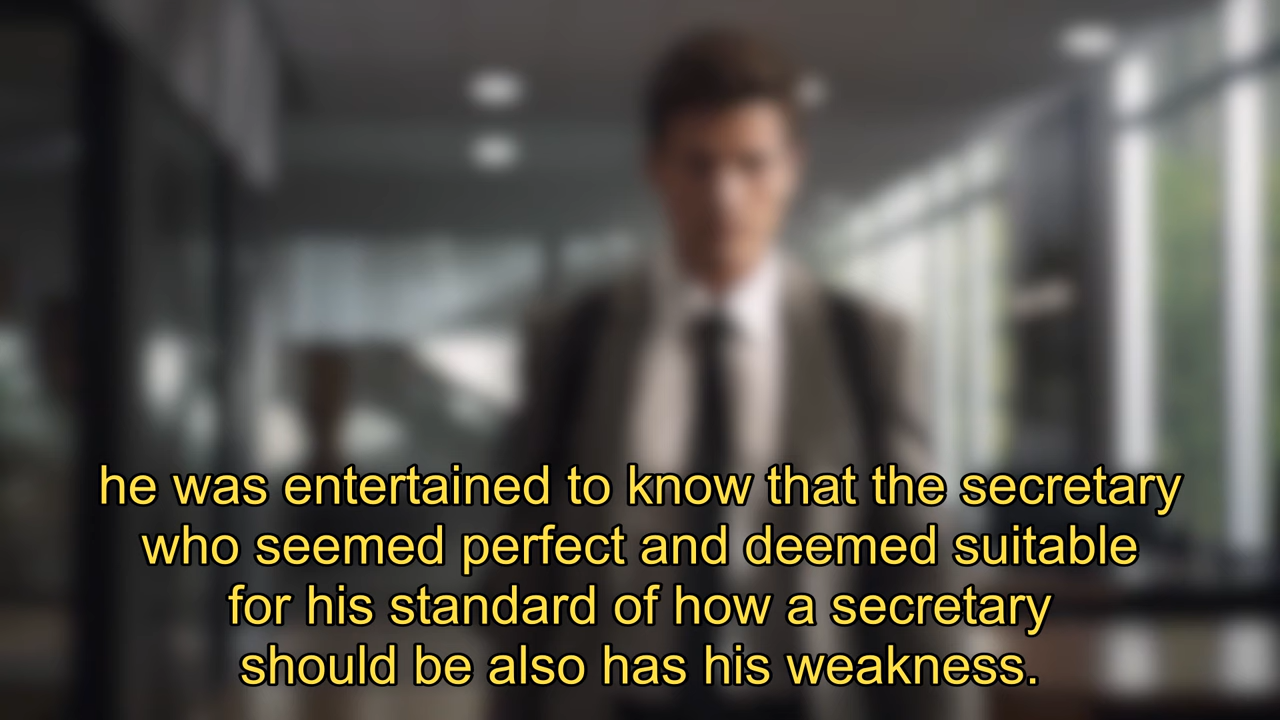 he was entertained to know that the secretary
who seemed perfect and deemed suitable
for his standard of how a secretary
should be also has his weakness.